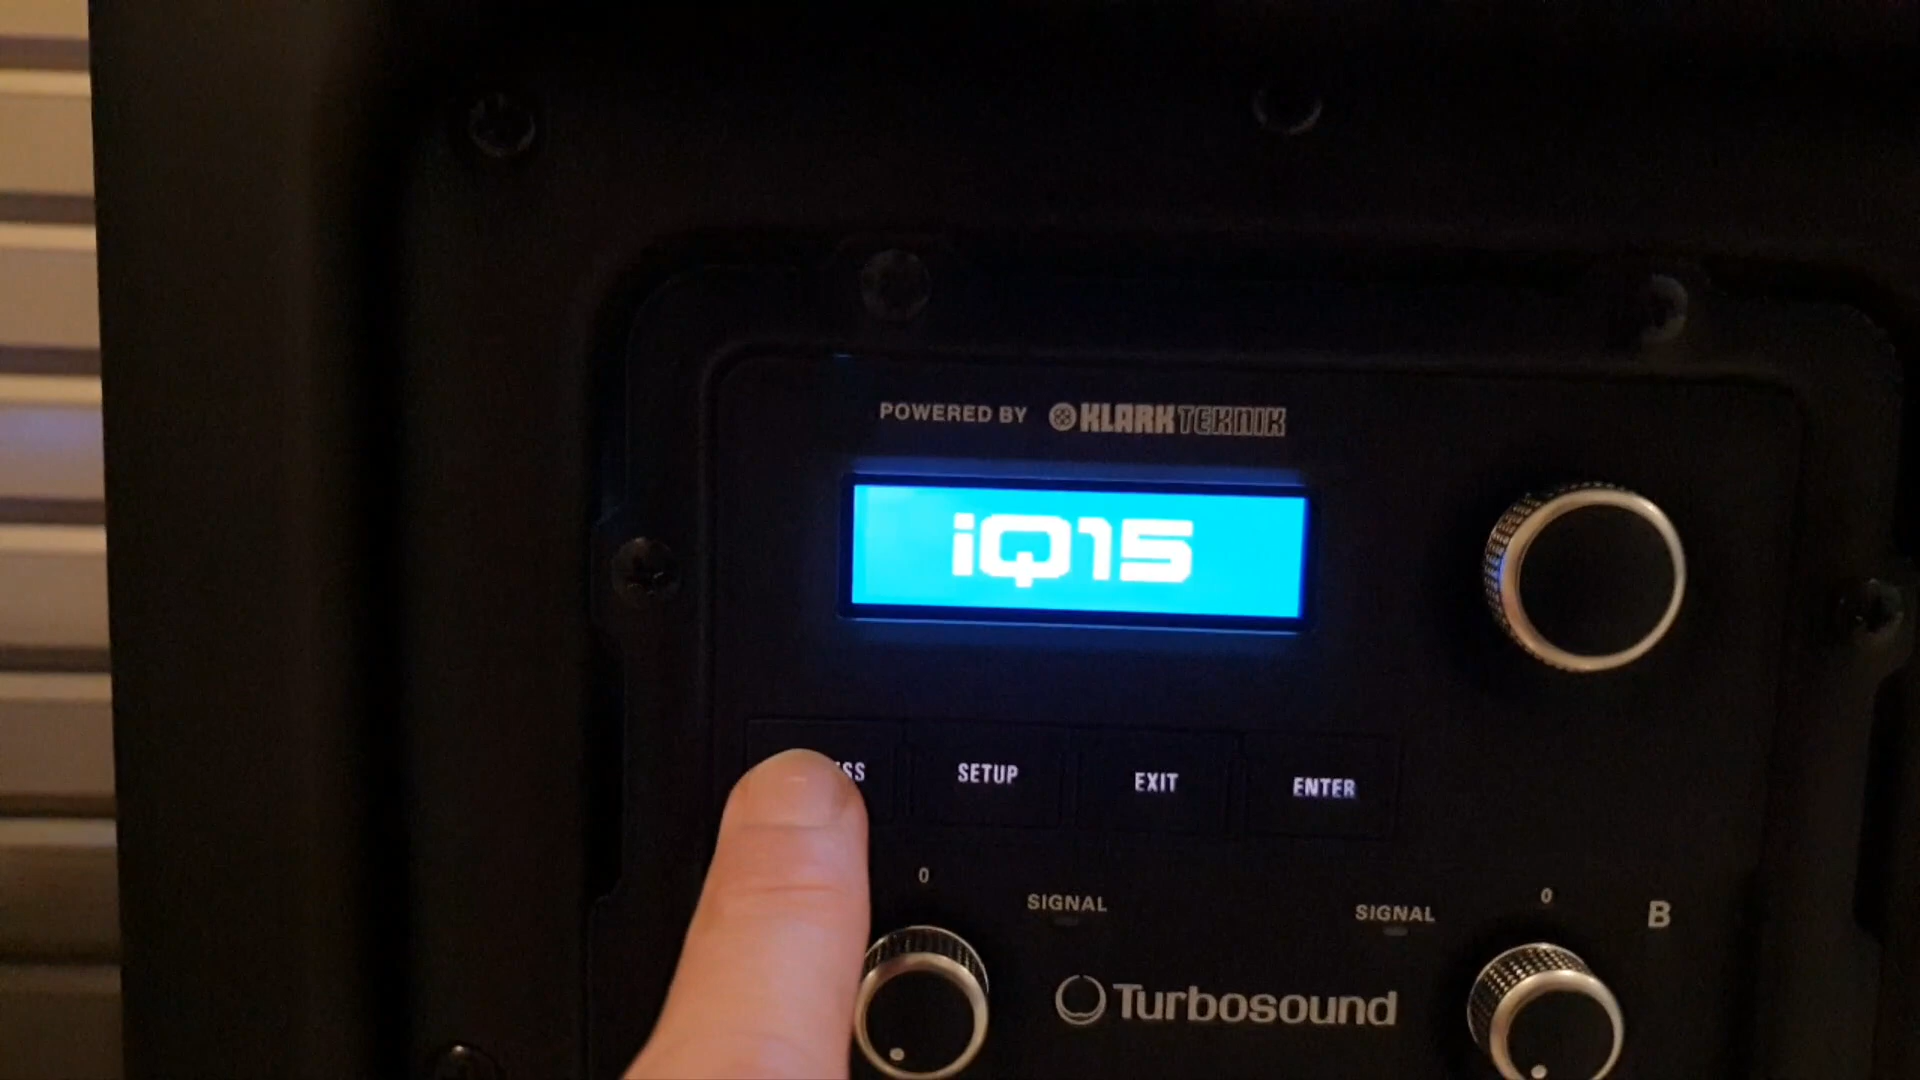 POWERED BY KLARK TEKNIK
iQ15
SETUP EXIT ENTER
0 0
SIGNAL SIGNAL B
Turbosound